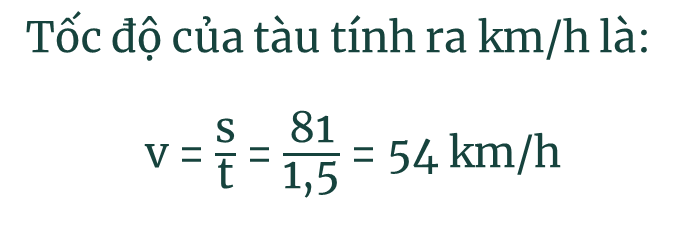 Tốc độ của tàu tính ra km/h là:
v = s/t = 81/1,5 = 54 km/h